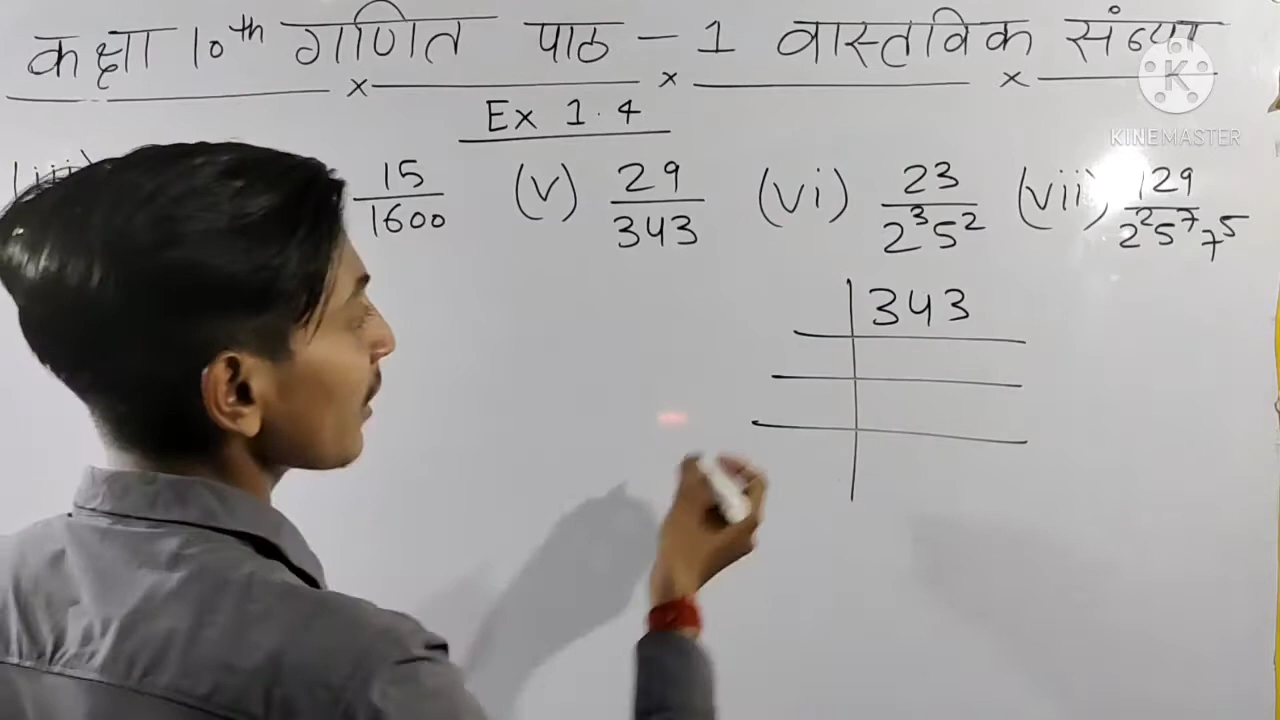 कक्षा 10th गणित पाठ - 1 वास्तविक संख्या
Ex 1.4
15/1600 (v) 29/343 (vi) 23/2³5² (vii) 129/2²5⁷7⁵
343
KINEMASTER